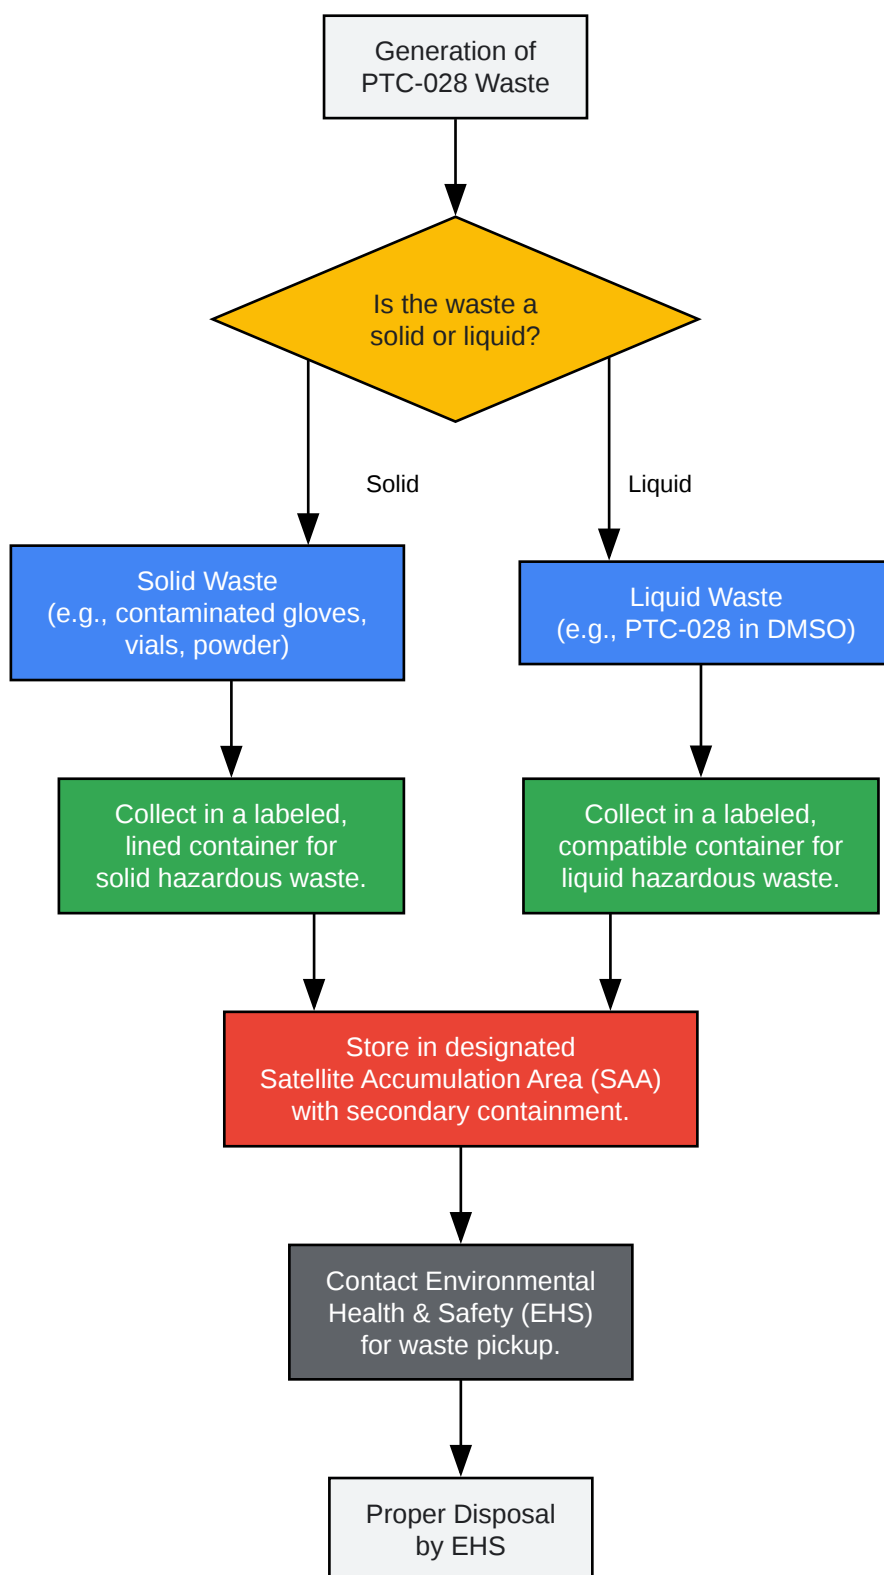 Generation of
PTC-028 Waste
Is the waste a
solid or liquid?
Solid
Liquid
Solid Waste
(e.g., contaminated gloves,
vials, powder)
Liquid Waste
(e.g., PTC-028 in DMSO)
Collect in a labeled,
lined container for
solid hazardous waste.
Collect in a labeled,
compatible container for
liquid hazardous waste.
Store in designated
Satellite Accumulation Area (SAA)
with secondary containment.
Contact Environmental
Health & Safety (EHS)
for waste pickup.
Proper Disposal
by EHS